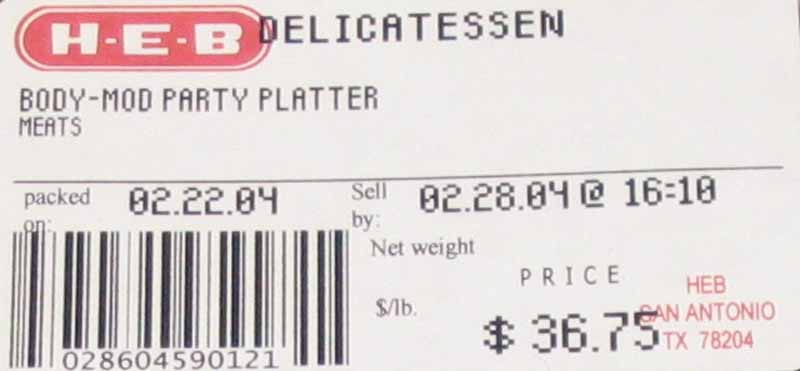 H-E-B DELICATESSEN
BODY-MOD PARTY PLATTER
MEATS
packed on: 02.22.04 Sell by: 02.28.04 @ 16:10
Net weight
PRICE
$/lb. $ 36.75
HEB
SAN ANTONIO
TX 78204
028604590121